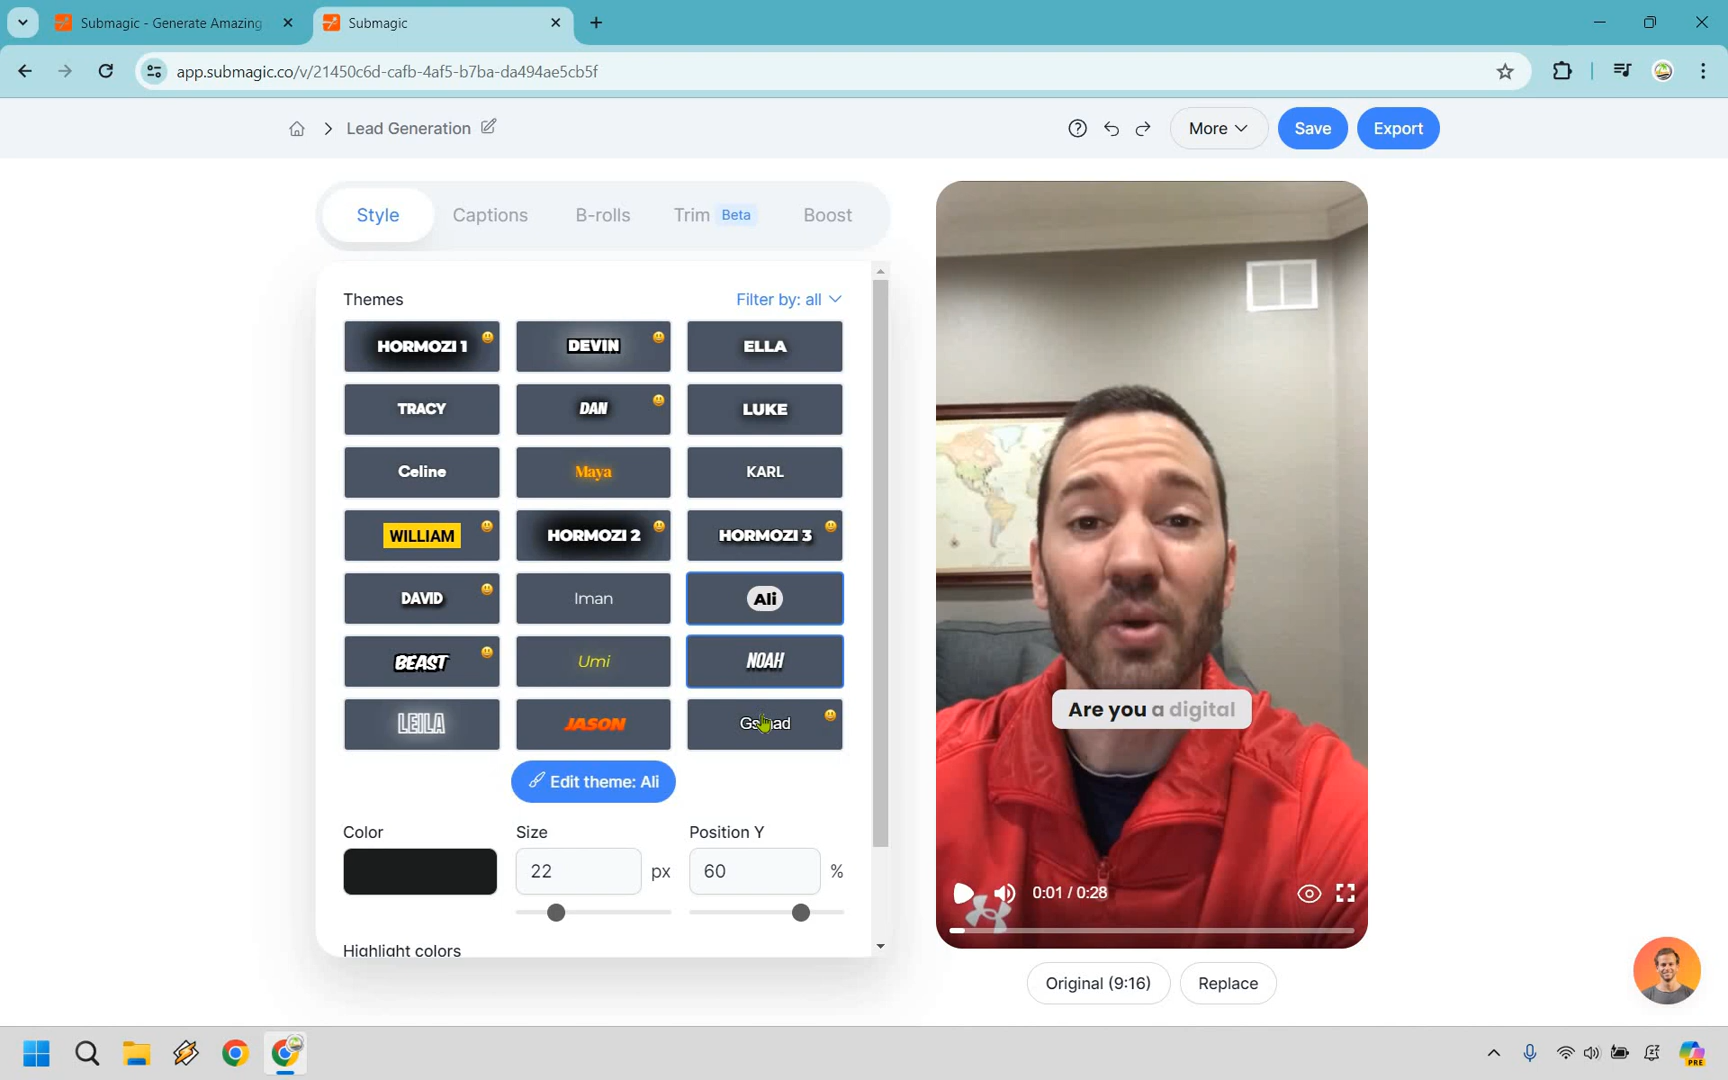 Submagic - Generate Amazing
Submagic
app.submagic.co/v/21450c6d-cafb-4af5-b7ba-da494ae5cb5f
Lead Generation
More
Save
Export
Style
Captions
B-rolls
Trim Beta
Boost
Themes
Filter by: all
HORMOZI 1
DEVIN
ELLA
TRACY
DAN
LUKE
Celine
Maya
KARL
WILLIAM
HORMOZI 2
HORMOZI 3
DAVID
Iman
Ali
BEAST
Umi
NOAH
LEILA
JASON
Edit theme: Ali
Color
Size
Position Y
22 px
60 %
Highlight colors
Are you a digital
0:01 / 0:28
Original (9:16)
Replace
PRE